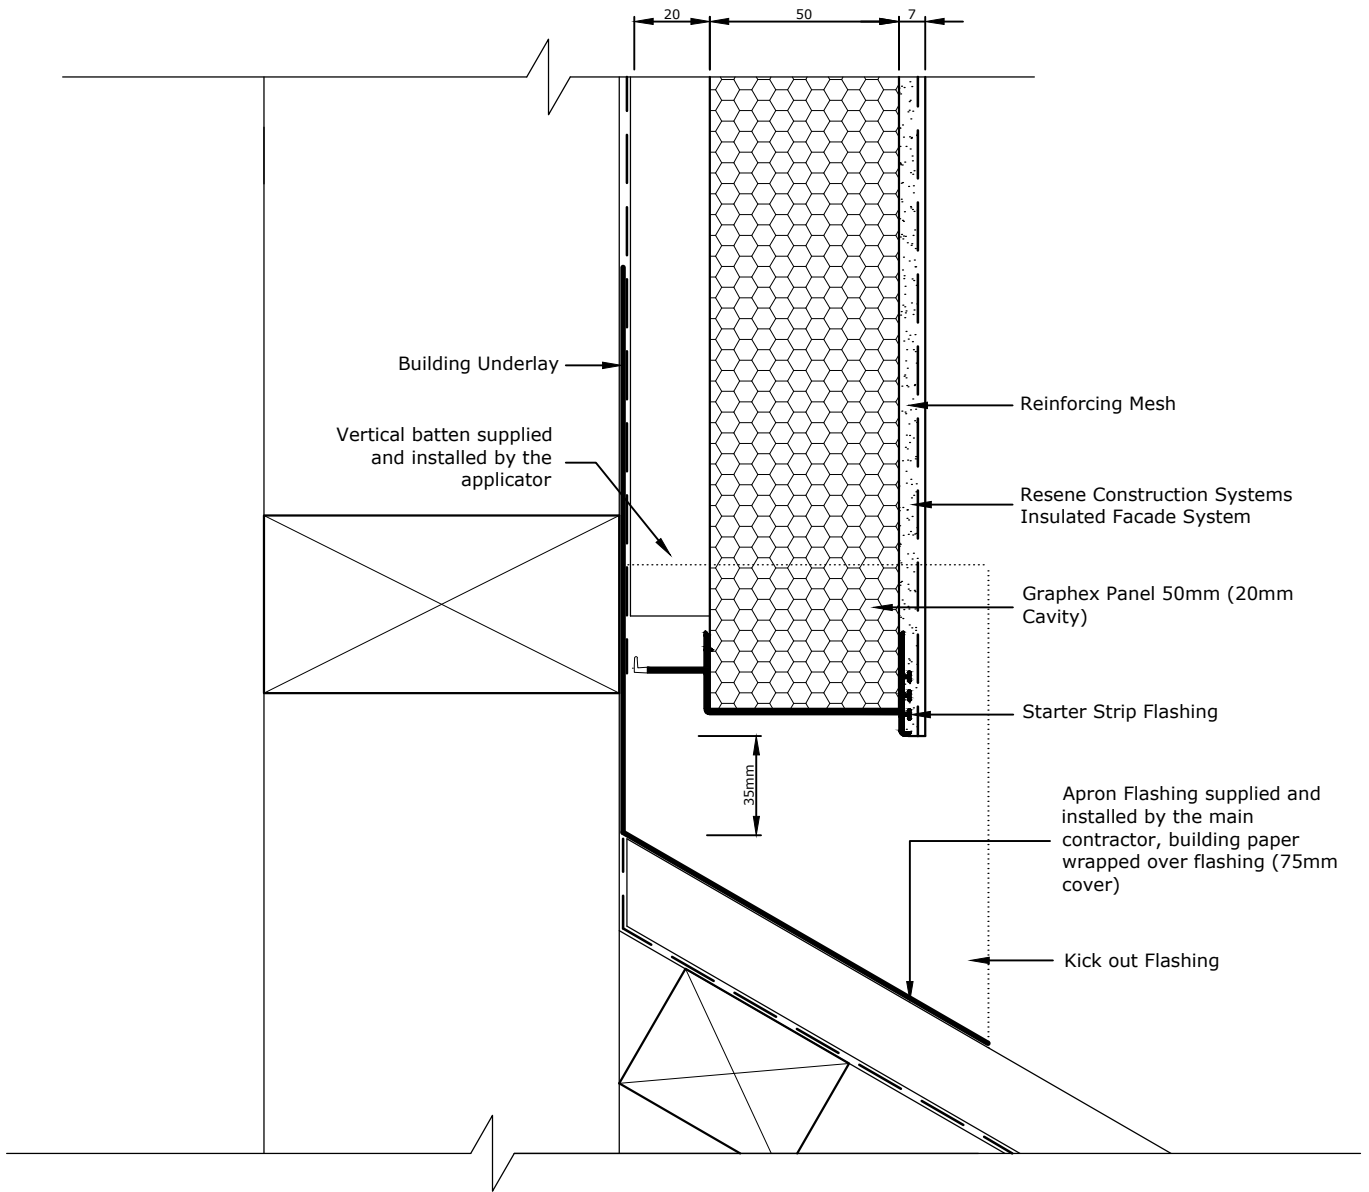 20
50
7
Building Underlay
Vertical batten supplied
and installed by the
applicator
Reinforcing Mesh
Resene Construction Systems
Insulated Facade System
Graphex Panel 50mm (20mm
Cavity)
Starter Strip Flashing
35mm
Apron Flashing supplied and
installed by the main
contractor, building paper
wrapped over flashing (75mm
cover)
Kick out Flashing